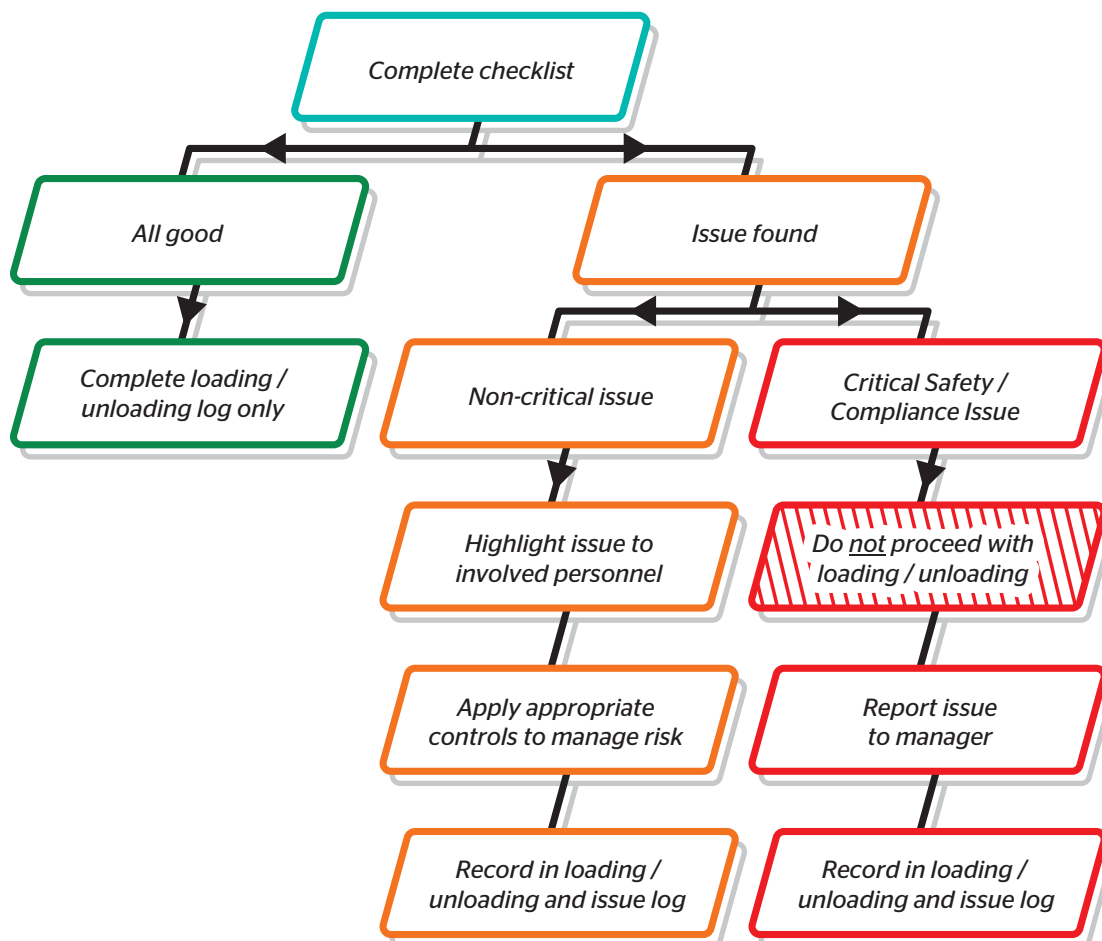 Complete checklist
All good
Issue found
Complete loading /
unloading log only
Non-critical issue
Critical Safety /
Compliance Issue
Highlight issue to
involved personnel
Do not proceed with
loading / unloading
Apply appropriate
controls to manage risk
Report issue
to manager
Record in loading /
unloading and issue log
Record in loading /
unloading and issue log